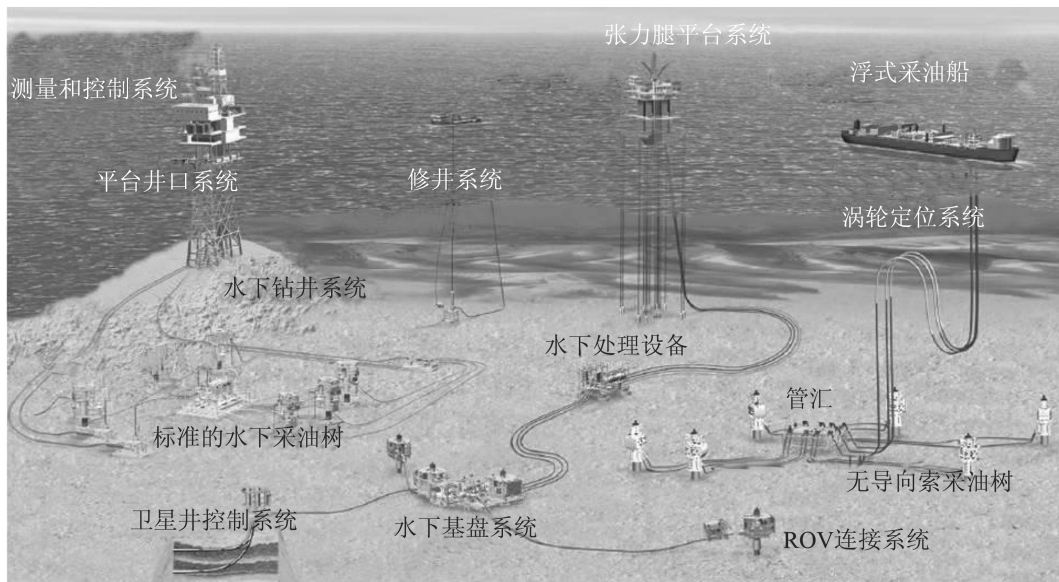 张力腿平台系统
浮式采油船
测量和控制系统
平台井口系统
修井系统
涡轮定位系统
水下钻井系统
水下处理设备
管汇
标准的水下采油树
无导向索采油树
卫星井控制系统
水下基盘系统
ROV连接系统